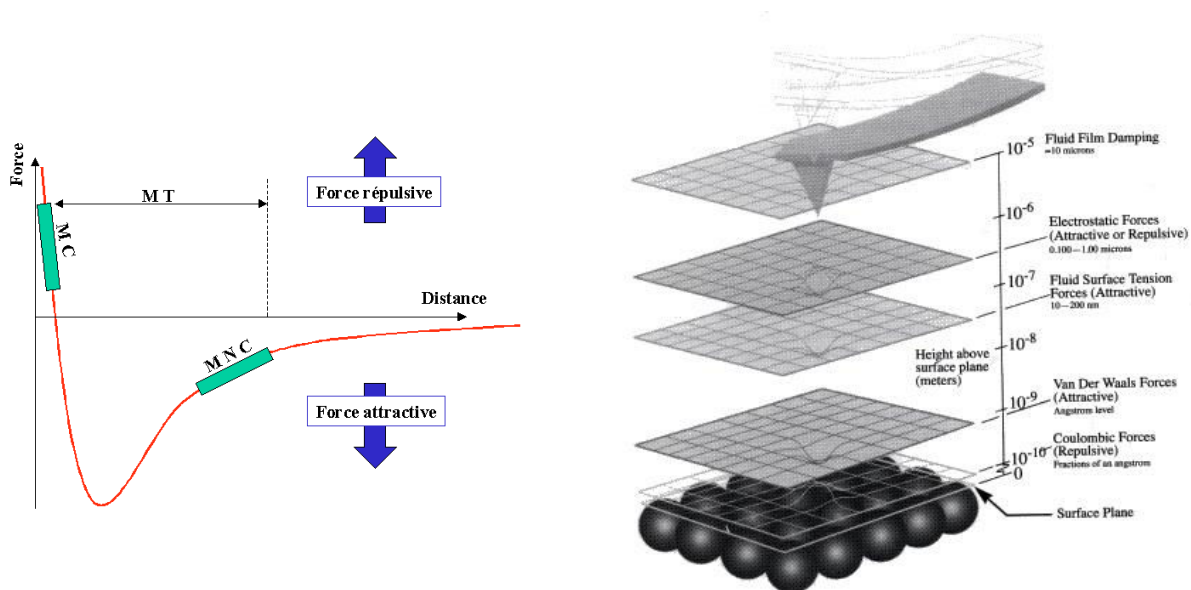 Force
M C
M T
Force répulsive
Distance
M N C
Force attractive
10-5
Fluid Film Damping
≈10 microns
10-6
Electrostatic Forces
(Attractive or Repulsive)
0.100—1.00 microns
10-7
Fluid Surface Tension
Forces (Attractive)
10—200 nm
10-8
Height above
surface plane
(meters)
Van Der Waals Forces
(Attractive)
Angstrom level
10-9
Coulombic Forces
(Repulsive)
Fractions of an angstrom
10-10
0
Surface Plane